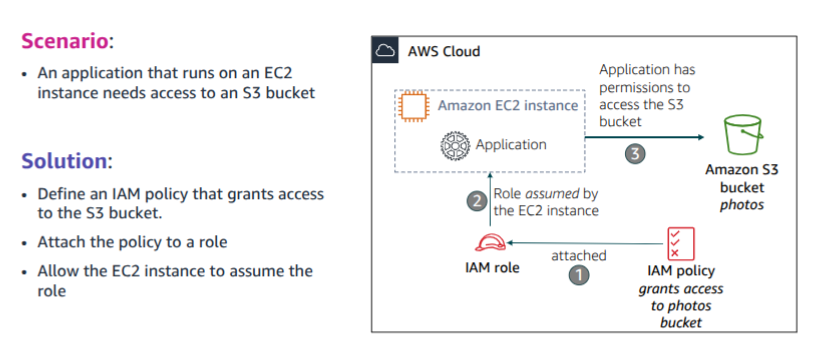 Scenario:
• An application that runs on an EC2
instance needs access to an S3 bucket
Solution:
• Define an IAM policy that grants access
to the S3 bucket.
• Attach the policy to a role
• Allow the EC2 instance to assume the
role
AWS Cloud
Amazon EC2 instance
Application
Application has
permissions to
access the S3
bucket
3
Amazon S3
bucket
photos
2
Role assumed by
the EC2 instance
IAM role
attached
1
IAM policy
grants access
to photos
bucket